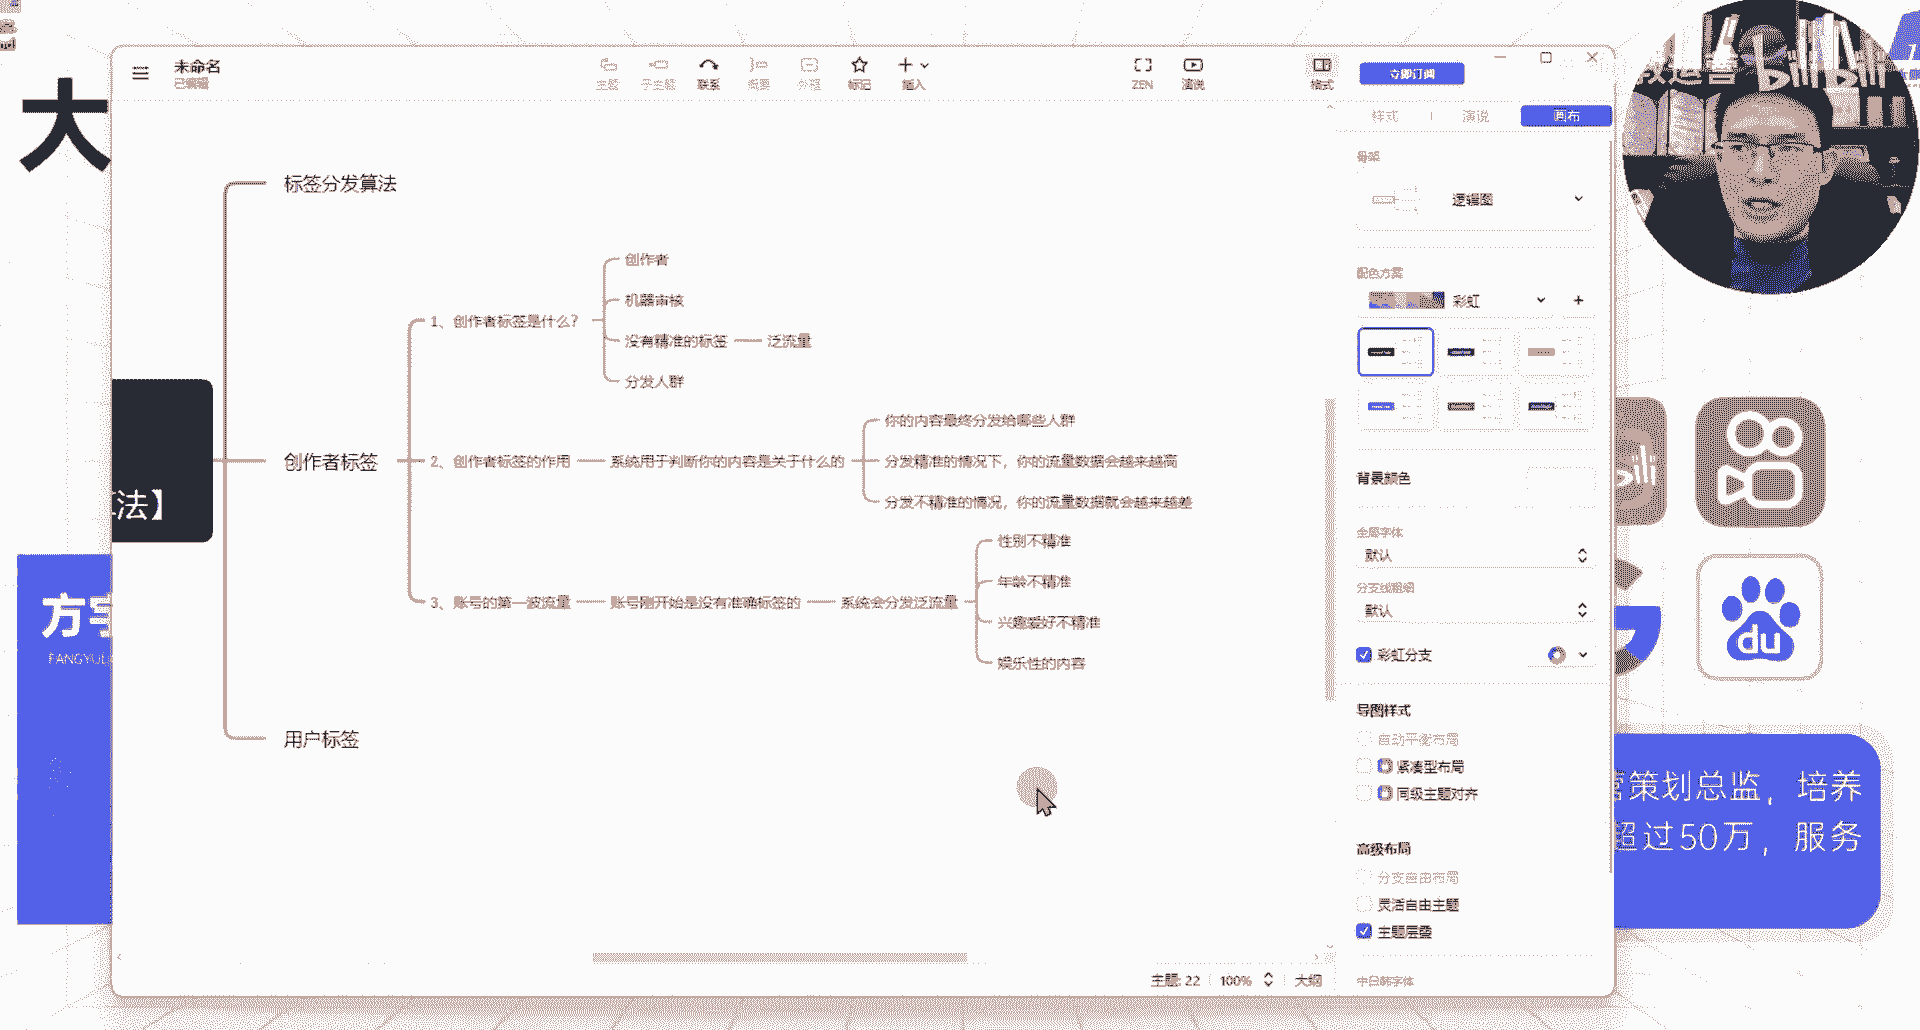 大
未命名
已编辑
主题
子主题
联系
概要
外框
标记
插入
ZEN
演说
格式
立即订阅
样式
演说
画布
骨架
逻辑图
配色方案
彩虹
背景颜色
全局字体
默认
分支线粗细
默认
彩虹分支
导图样式
自动平衡布局
紧凑型布局
同级主题对齐
高级布局
分支自由布局
灵活自由主题
主题层叠
中日韩字体
标签分发算法
创作者标签
1、创作者标签是什么?
创作者
机器审核
没有精准的标签
泛流量
分发人群
2、创作者标签的作用
系统用于判断你的内容是关于什么的
你的内容最终分发给哪些人群
分发精准的情况下，你的流量数据会越来越高
分发不精准的情况，你的流量数据就会越来越差
3、账号的第一波流量
账号刚开始是没有准确标签的
系统会分发泛流量
性别不精准
年龄不精准
兴趣爱好不精准
娱乐性的内容
用户标签
法】
主题: 22
100%
大纲
FANGYU
运营
bilibili
du
策划总监，培养
超过50万，服务